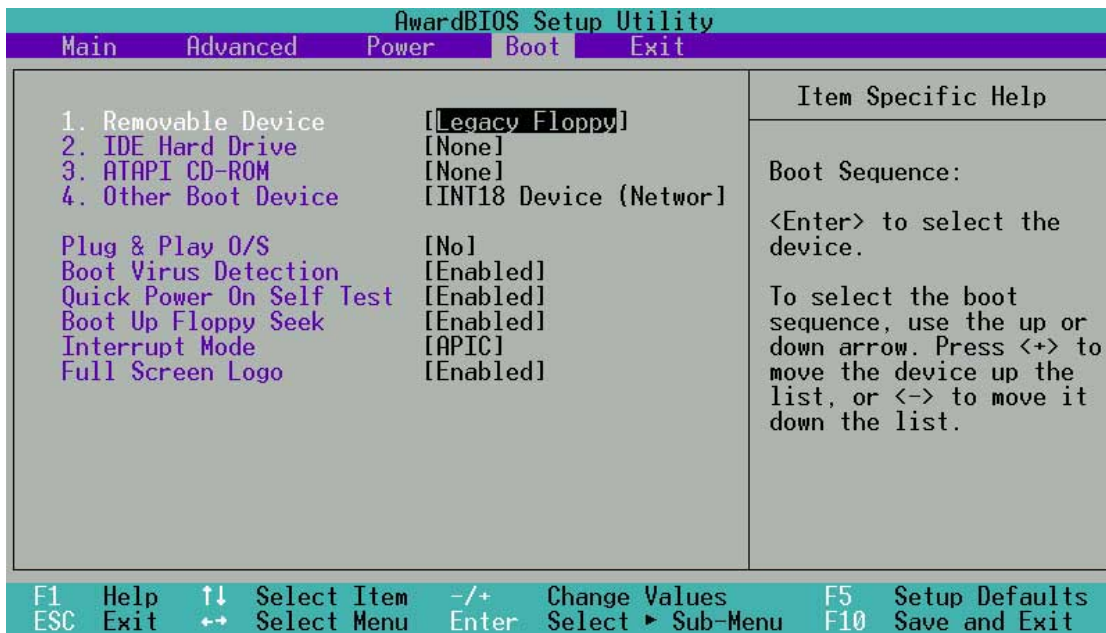 AwardBIOS Setup Utility
Main Advanced Power Boot Exit
1. Removable Device [Legacy Floppy]
2. IDE Hard Drive [None]
3. ATAPI CD-ROM [None]
4. Other Boot Device [INT18 Device (Networ]
Plug & Play O/S [No]
Boot Virus Detection [Enabled]
Quick Power On Self Test [Enabled]
Boot Up Floppy Seek [Enabled]
Interrupt Mode [APIC]
Full Screen Logo [Enabled]
Item Specific Help
Boot Sequence:
<Enter> to select the
device.
To select the boot
sequence, use the up or
down arrow. Press <+> to
move the device up the
list, or <-> to move it
down the list.
F1 Help ↑↓ Select Item -/+ Change Values F5 Setup Defaults
ESC Exit ←→ Select Menu Enter Select ► Sub-Menu F10 Save and Exit